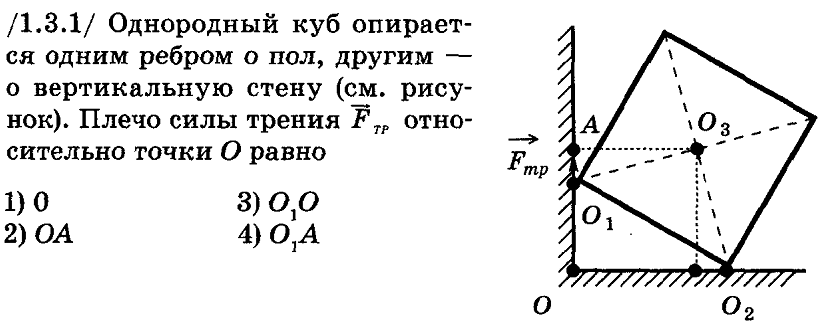 /1.3.1/ Однородный куб опирает-
ся одним ребром о пол, другим —
о вертикальную стену (см. рису-
нок). Плечо силы трения F⃗тр отно-
сительно точки O равно
1) 0
3) O₁O
2) OA
4) O₁A
A
O₃
F⃗тр
O₁
O
O₂